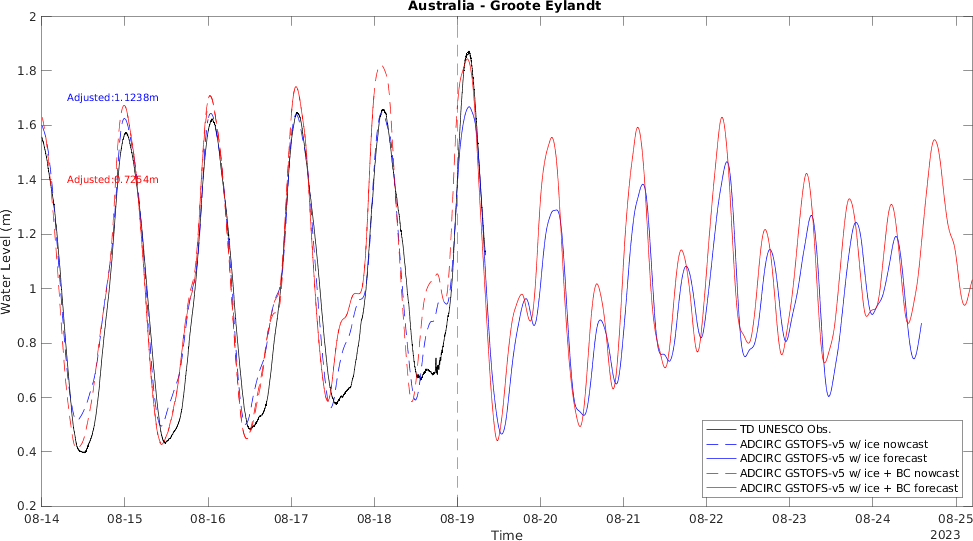 Australia - Groote Eylandt
Water Level (m)
2
1.8
1.6
1.4
1.2
1
0.8
0.6
0.4
0.2
Adjusted:1.1238m
Adjusted:0.7264m
TD UNESCO Obs.
ADCIRC GSTOFS-v5 w/ ice nowcast
ADCIRC GSTOFS-v5 w/ ice forecast
ADCIRC GSTOFS-v5 w/ ice + BC nowcast
ADCIRC GSTOFS-v5 w/ ice + BC forecast
08-14 08-15 08-16 08-17 08-18 08-19 08-20 08-21 08-22 08-23 08-24 08-25
Time
2023